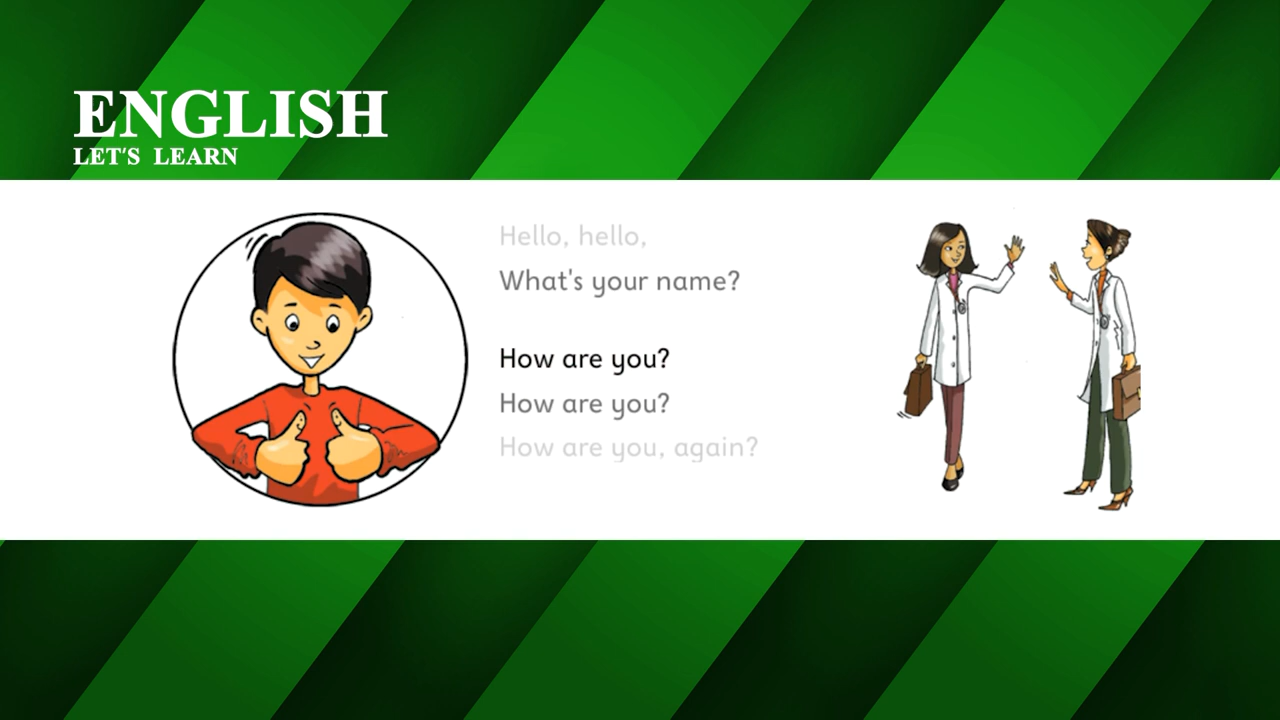 ENGLISH
LET'S LEARN
Hello, hello,
What's your name?
How are you?
How are you?
How are you, again?